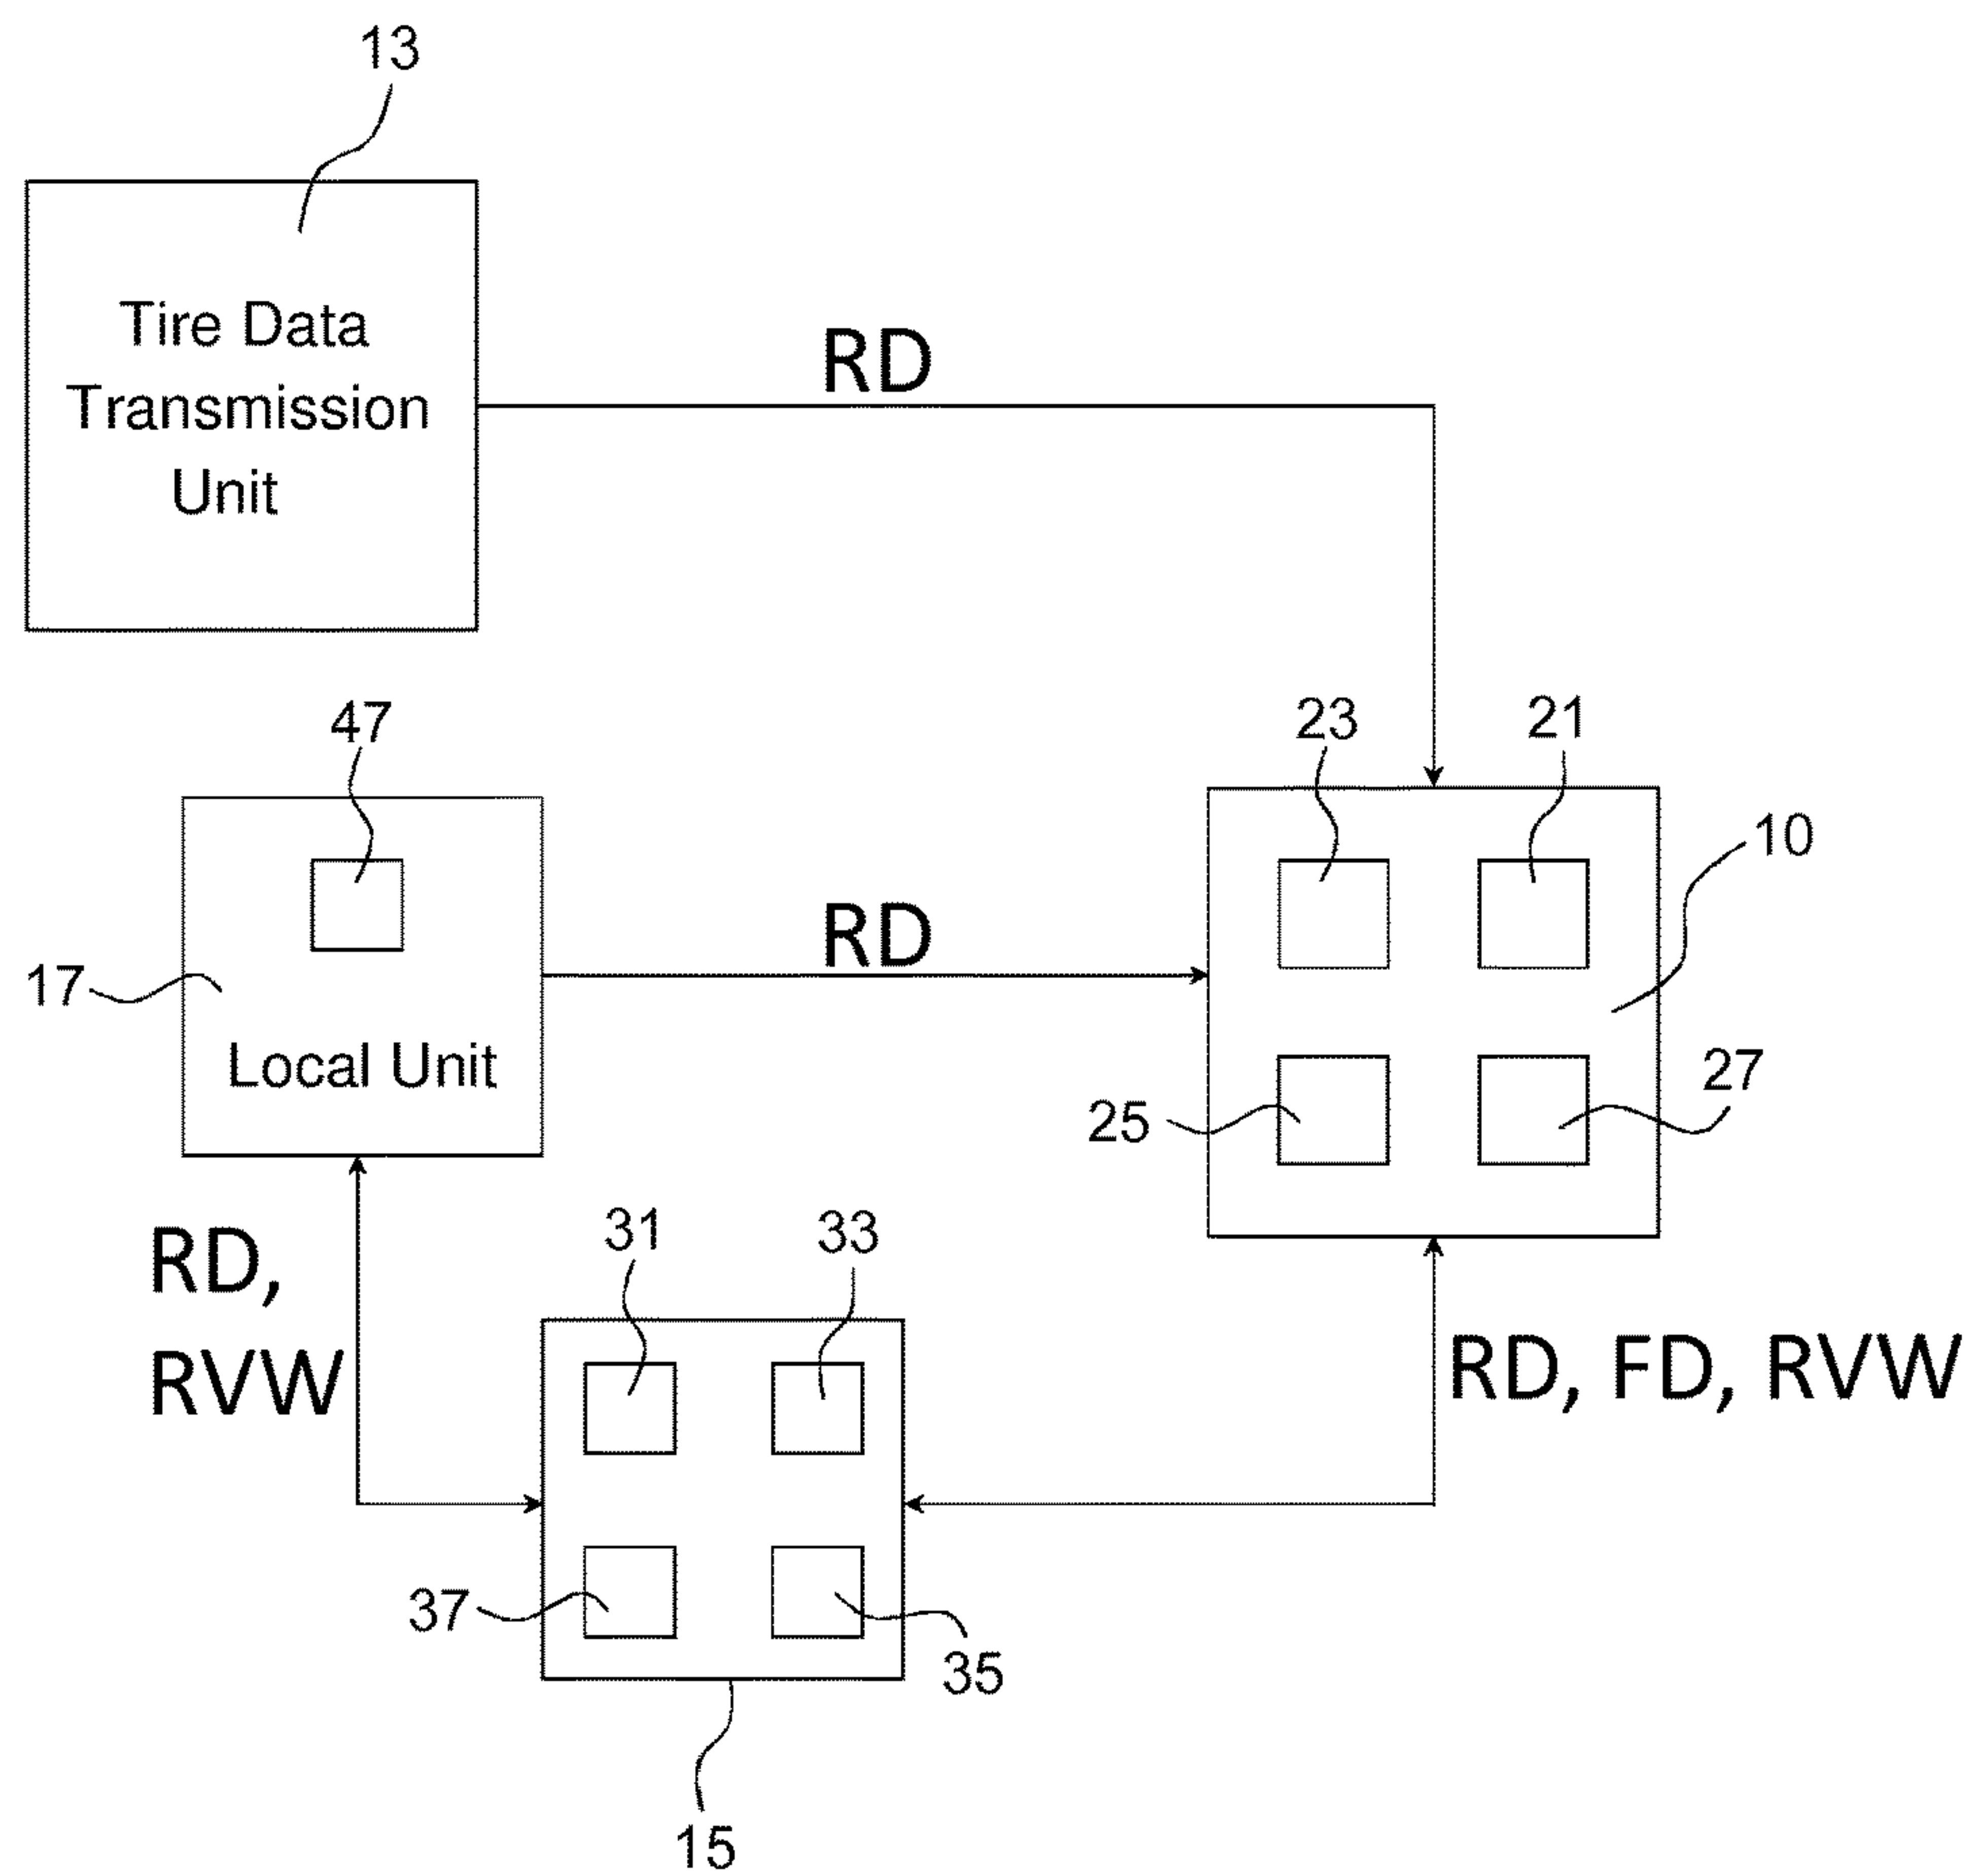 13
Tire Data
Transmission
Unit
RD
47
23
21
10
17
RD
Local Unit
25
27
31
33
RD,
RVW
RD, FD, RVW
37
35
15